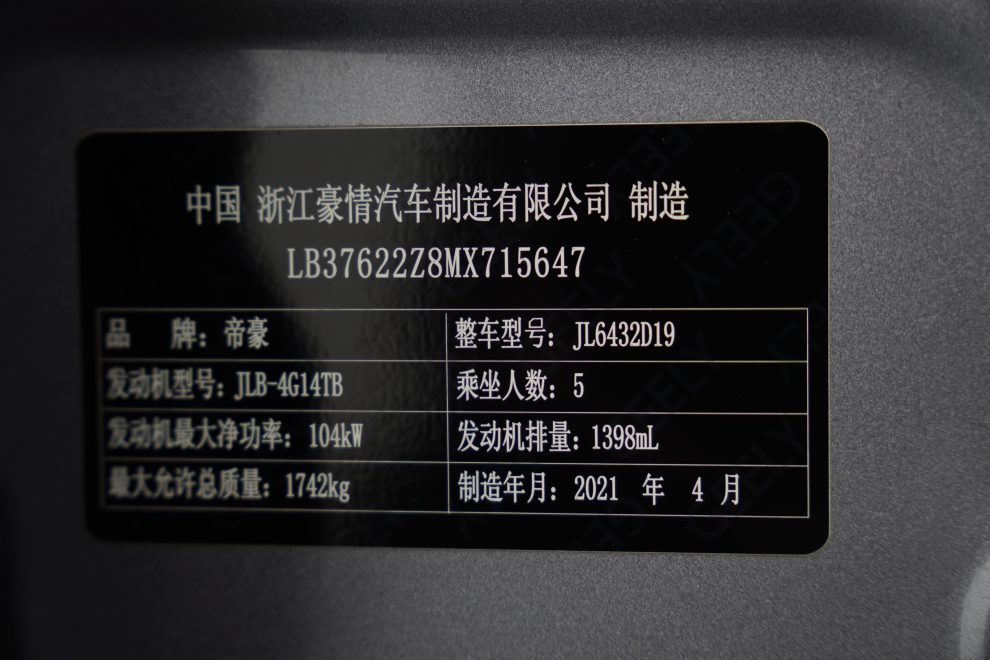 中国 浙江豪情汽车制造有限公司 制造
LB37622Z8MX715647
品 牌：帝豪 整车型号：JL6432D19
发动机型号：JLB-4G14TB 乘坐人数：5
发动机最大净功率：104kW 发动机排量：1398mL
最大允许总质量：1742kg 制造年月：2021 年 4 月